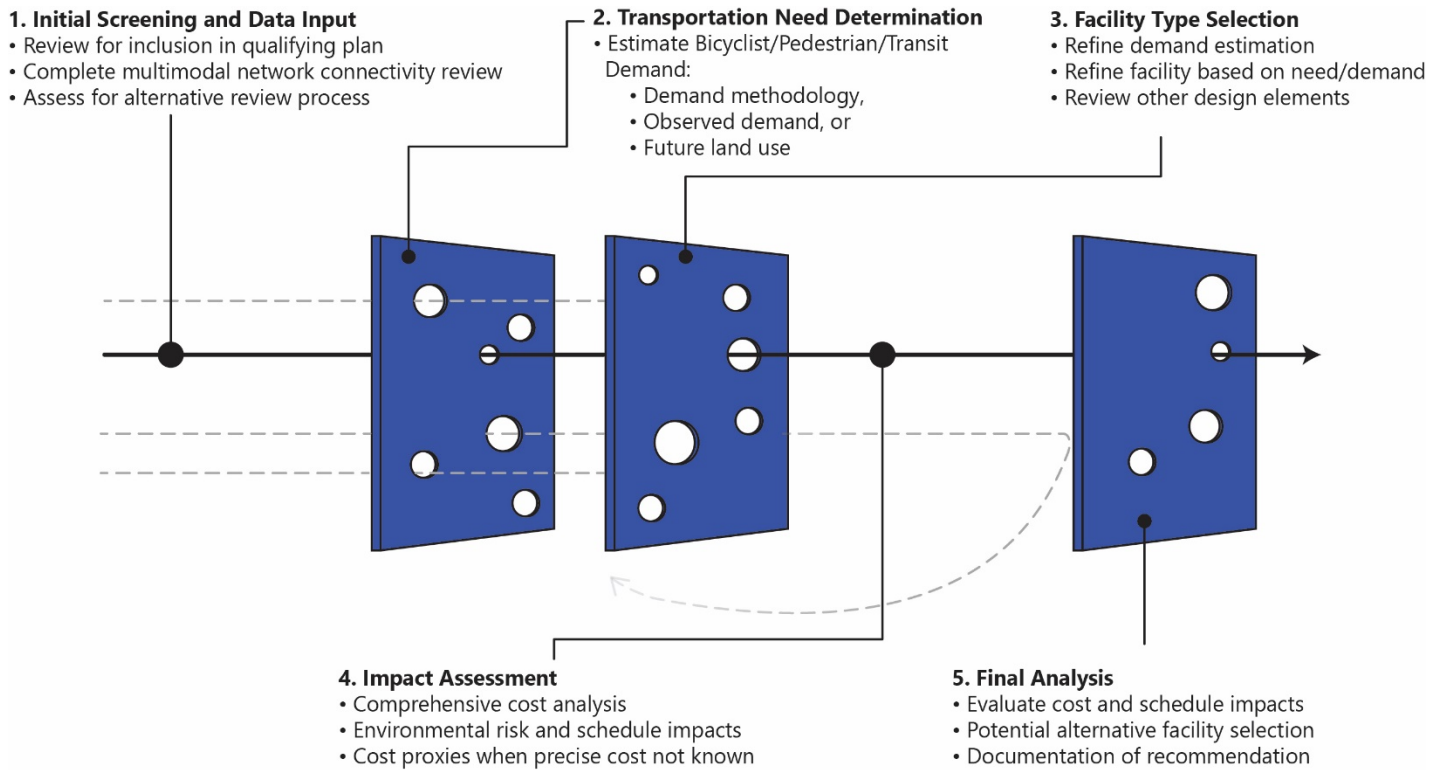 1. Initial Screening and Data Input
• Review for inclusion in qualifying plan
• Complete multimodal network connectivity review
• Assess for alternative review process
2. Transportation Need Determination
• Estimate Bicyclist/Pedestrian/Transit
Demand:
• Demand methodology,
• Observed demand, or
• Future land use
3. Facility Type Selection
• Refine demand estimation
• Refine facility based on need/demand
• Review other design elements
4. Impact Assessment
• Comprehensive cost analysis
• Environmental risk and schedule impacts
• Cost proxies when precise cost not known
5. Final Analysis
• Evaluate cost and schedule impacts
• Potential alternative facility selection
• Documentation of recommendation